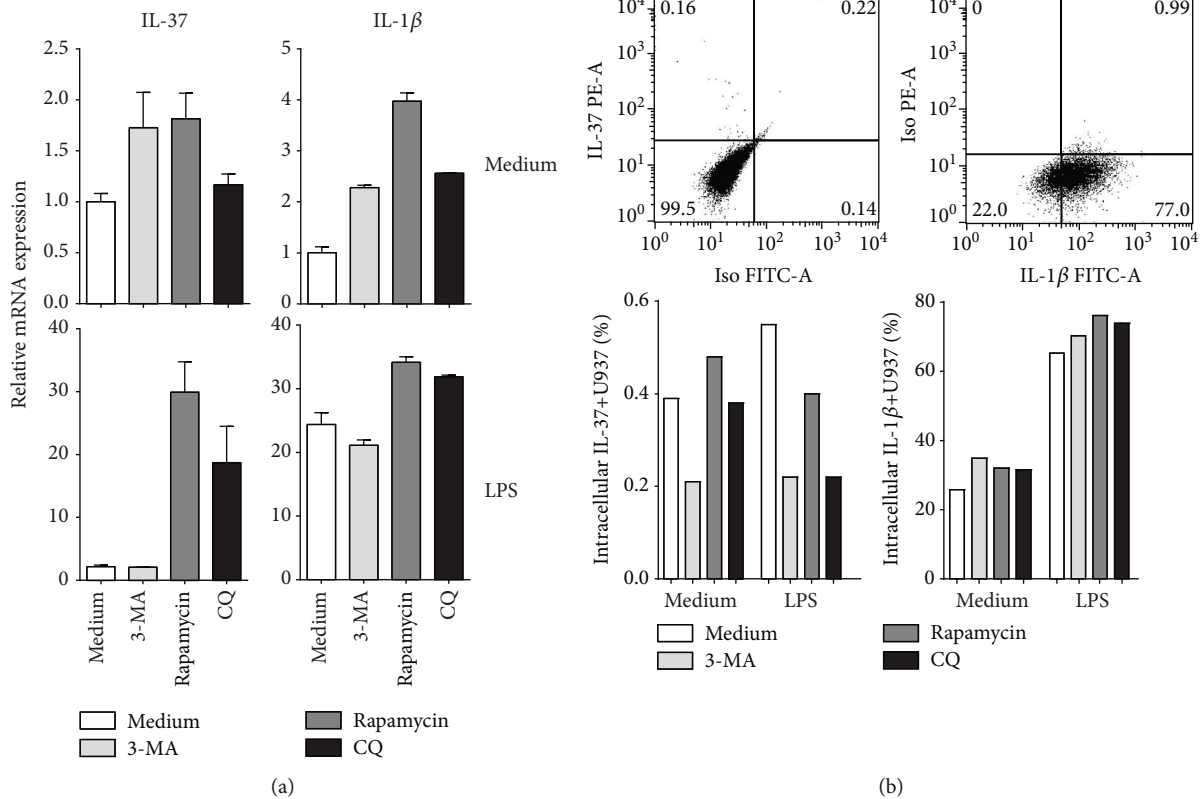 IL-37
IL-1β
Relative mRNA expression
2.5
2.0
1.5
1.0
0.5
0.0
5
4
3
2
1
0
Medium
40
30
20
10
0
40
30
20
10
0
LPS
Medium
3-MA
Rapamycin
CQ
Medium
3-MA
Rapamycin
CQ
Medium
3-MA
Rapamycin
CQ
(a)
IL-37 PE-A
10⁴
10³
10²
10¹
10⁰
0.16
0.22
99.5
0.14
10⁰ 10¹ 10² 10³ 10⁴
Iso FITC-A
Iso PE-A
10⁴
10³
10²
10¹
10⁰
0
0.99
22.0
77.0
10⁰ 10¹ 10² 10³ 10⁴
IL-1β FITC-A
Intracellular IL-37+U937 (%)
0.6
0.4
0.2
0.0
Medium
LPS
Intracellular IL-1β+U937 (%)
80
60
40
20
0
Medium
LPS
Medium
3-MA
Rapamycin
CQ
(b)